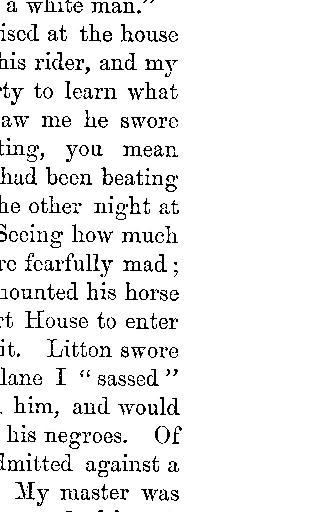 a white man."
ised at the house
his rider, and my
ty to learn what
aw me he swore
ting, you mean
had been beating
he other night at
Seeing how much
re fearfully mad;
nounted his horse
rt House to enter
it. Litton swore
lane I "sassed"
him, and would
his negroes. Of
dmitted against a
My master was